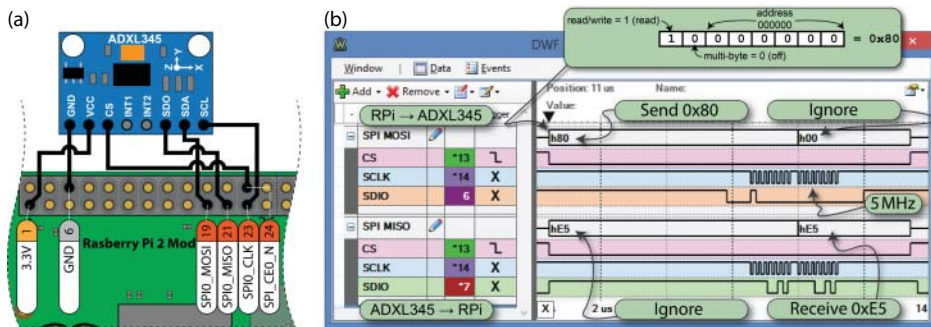 (a)
ADXL345
GND VCC CS INT1 INT2 SDO SDA SCL
Z Y X
1 6 19 21 23 24
Rasberry Pi 2 Mod
3.3V GND SPI0_MOSI SPI0_MISO SPI0_CLK SPI_CE0_N
(b)
address
read/write = 1 (read) 000000
1 0 0 0 0 0 0 0 = 0x80
multi-byte = 0 (off)
DWF
Window Data Events
Add Remove
Position: 11 us Name:
Value:
RPi → ADXL345
Send 0x80 Ignore
SPI MOSI h80 h00
CS ^13
SCLK ^14 X
SDIO 6 X
5 MHz
SPI MISO hE5 hE5
CS ^13
SCLK ^14 X
SDIO ^7 X
ADXL345 → RPi
Ignore Receive 0xE5
X 2 us 14